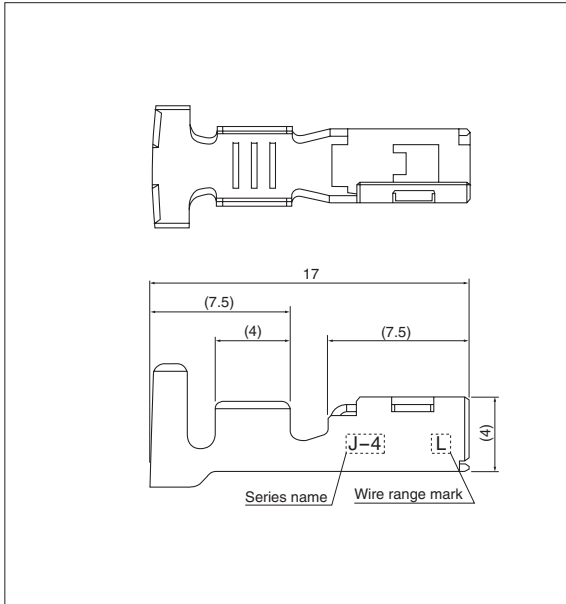 17
(7.5)
(4)
(7.5)
(4)
J-4
L
Series name
Wire range mark